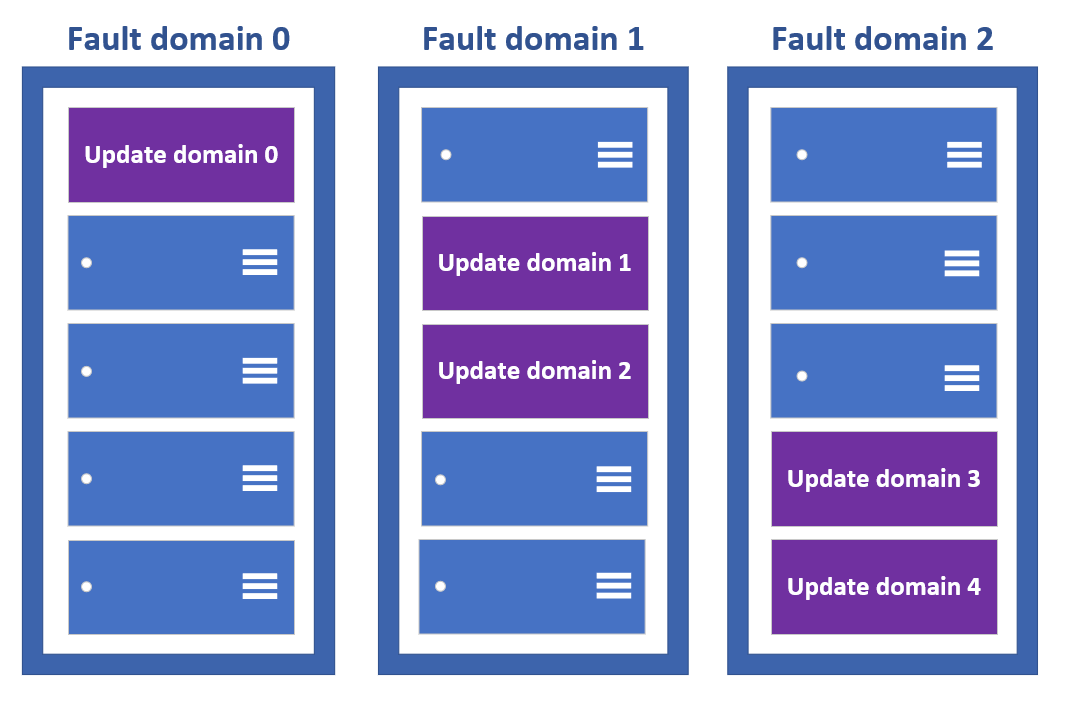 Fault domain 0
Fault domain 1
Fault domain 2
Update domain 0
Update domain 1
Update domain 2
Update domain 3
Update domain 4